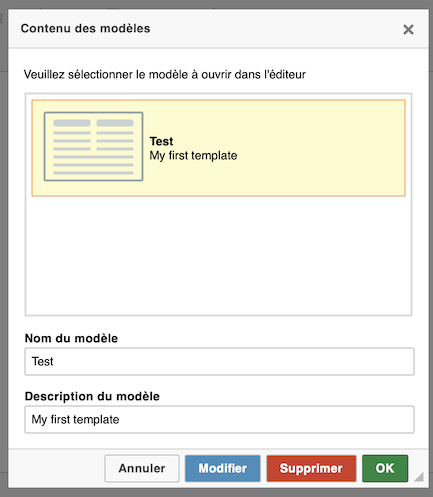 Contenu des modèles
Veuillez sélectionner le modèle à ouvrir dans l'éditeur
Test
My first template
Nom du modèle
Test
Description du modèle
My first template
Annuler Modifier Supprimer OK